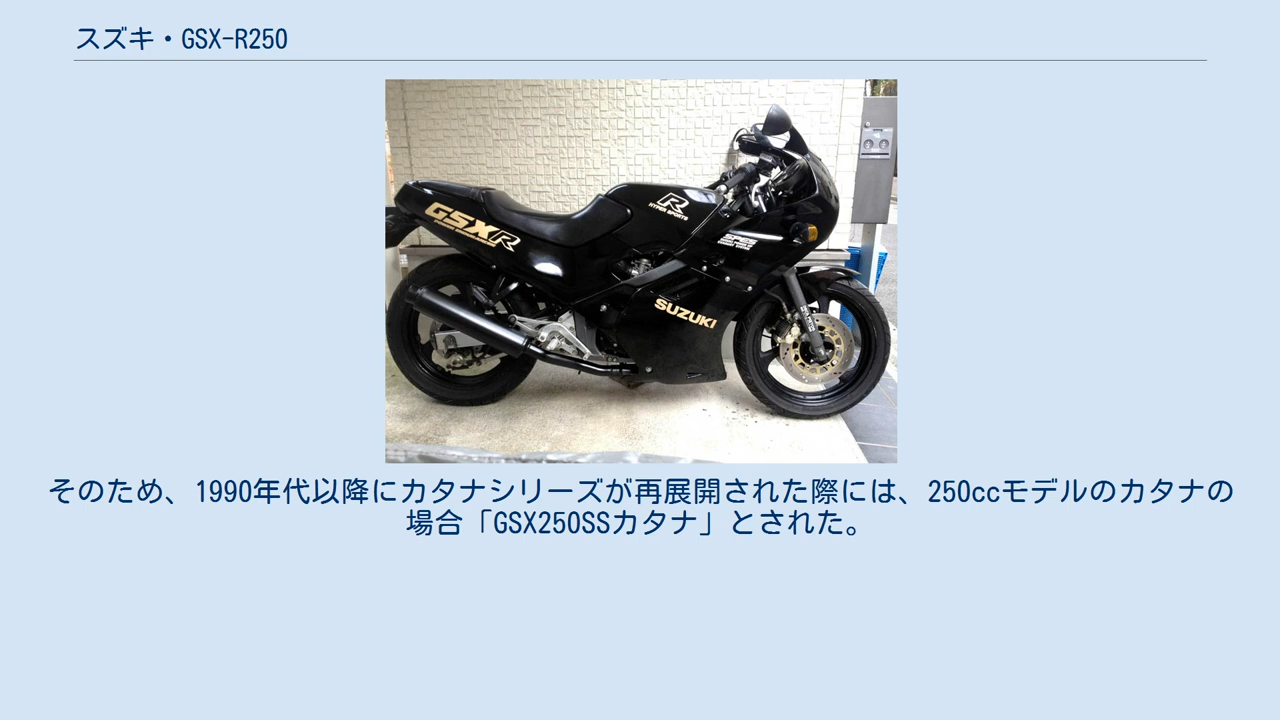 スズキ・GSX-R250
R
HYPER SPORTS
GSXR
SUZUKI
そのため、1990年代以降にカタナシリーズが再展開された際には、250ccモデルのカタナの
場合「GSX250SSカタナ」とされた。